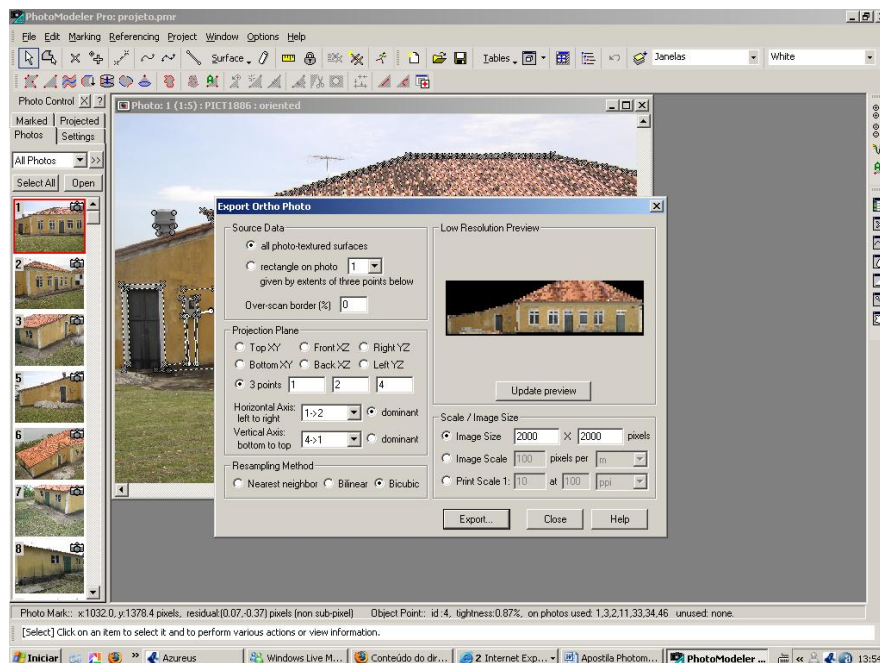 PhotoModeler Pro: projeto.pmr
File Edit Marking Referencing Project Window Options Help
Surface
Tables
Janelas
White
Photo Control
Marked Projected
Photos Settings
All Photos
Select All Open
1
2
3
5
6
7
8
Photo: 1 (1:5) : PICT1886 : oriented
Export Ortho Photo
Source Data
all photo-textured surfaces
rectangle on photo 1
given by extents of three points below
Over-scan border (%) 0
Projection Plane
Top XY Front XZ Right YZ
Bottom XY Back XZ Left YZ
3 points 1 2 4
Horizontal Axis: left to right 1->2 dominant
Vertical Axis: bottom to top 4->1 dominant
Resampling Method
Nearest neighbor Bilinear Bicubic
Low Resolution Preview
Update preview
Scale / Image Size
Image Size 2000 X 2000 pixels
Image Scale 100 pixels per m
Print Scale 1: 10 at 100 ppi
Export... Close Help
Photo Mark:: x:1032.0, y:1378.4 pixels, residual:(0.07,-0.37) pixels (non sub-pixel) Object Point:: id :4, tightness:0.87%, on photos used: 1,3,2,11,33,34,46 unused: none.
[Select] Click on an item to select it and to perform various actions or view information.
Iniciar
Azureus
Windows Live M...
Conteúdo do dir...
2 Internet Exp...
Apostila Photom...
PhotoModeler ...
13:54